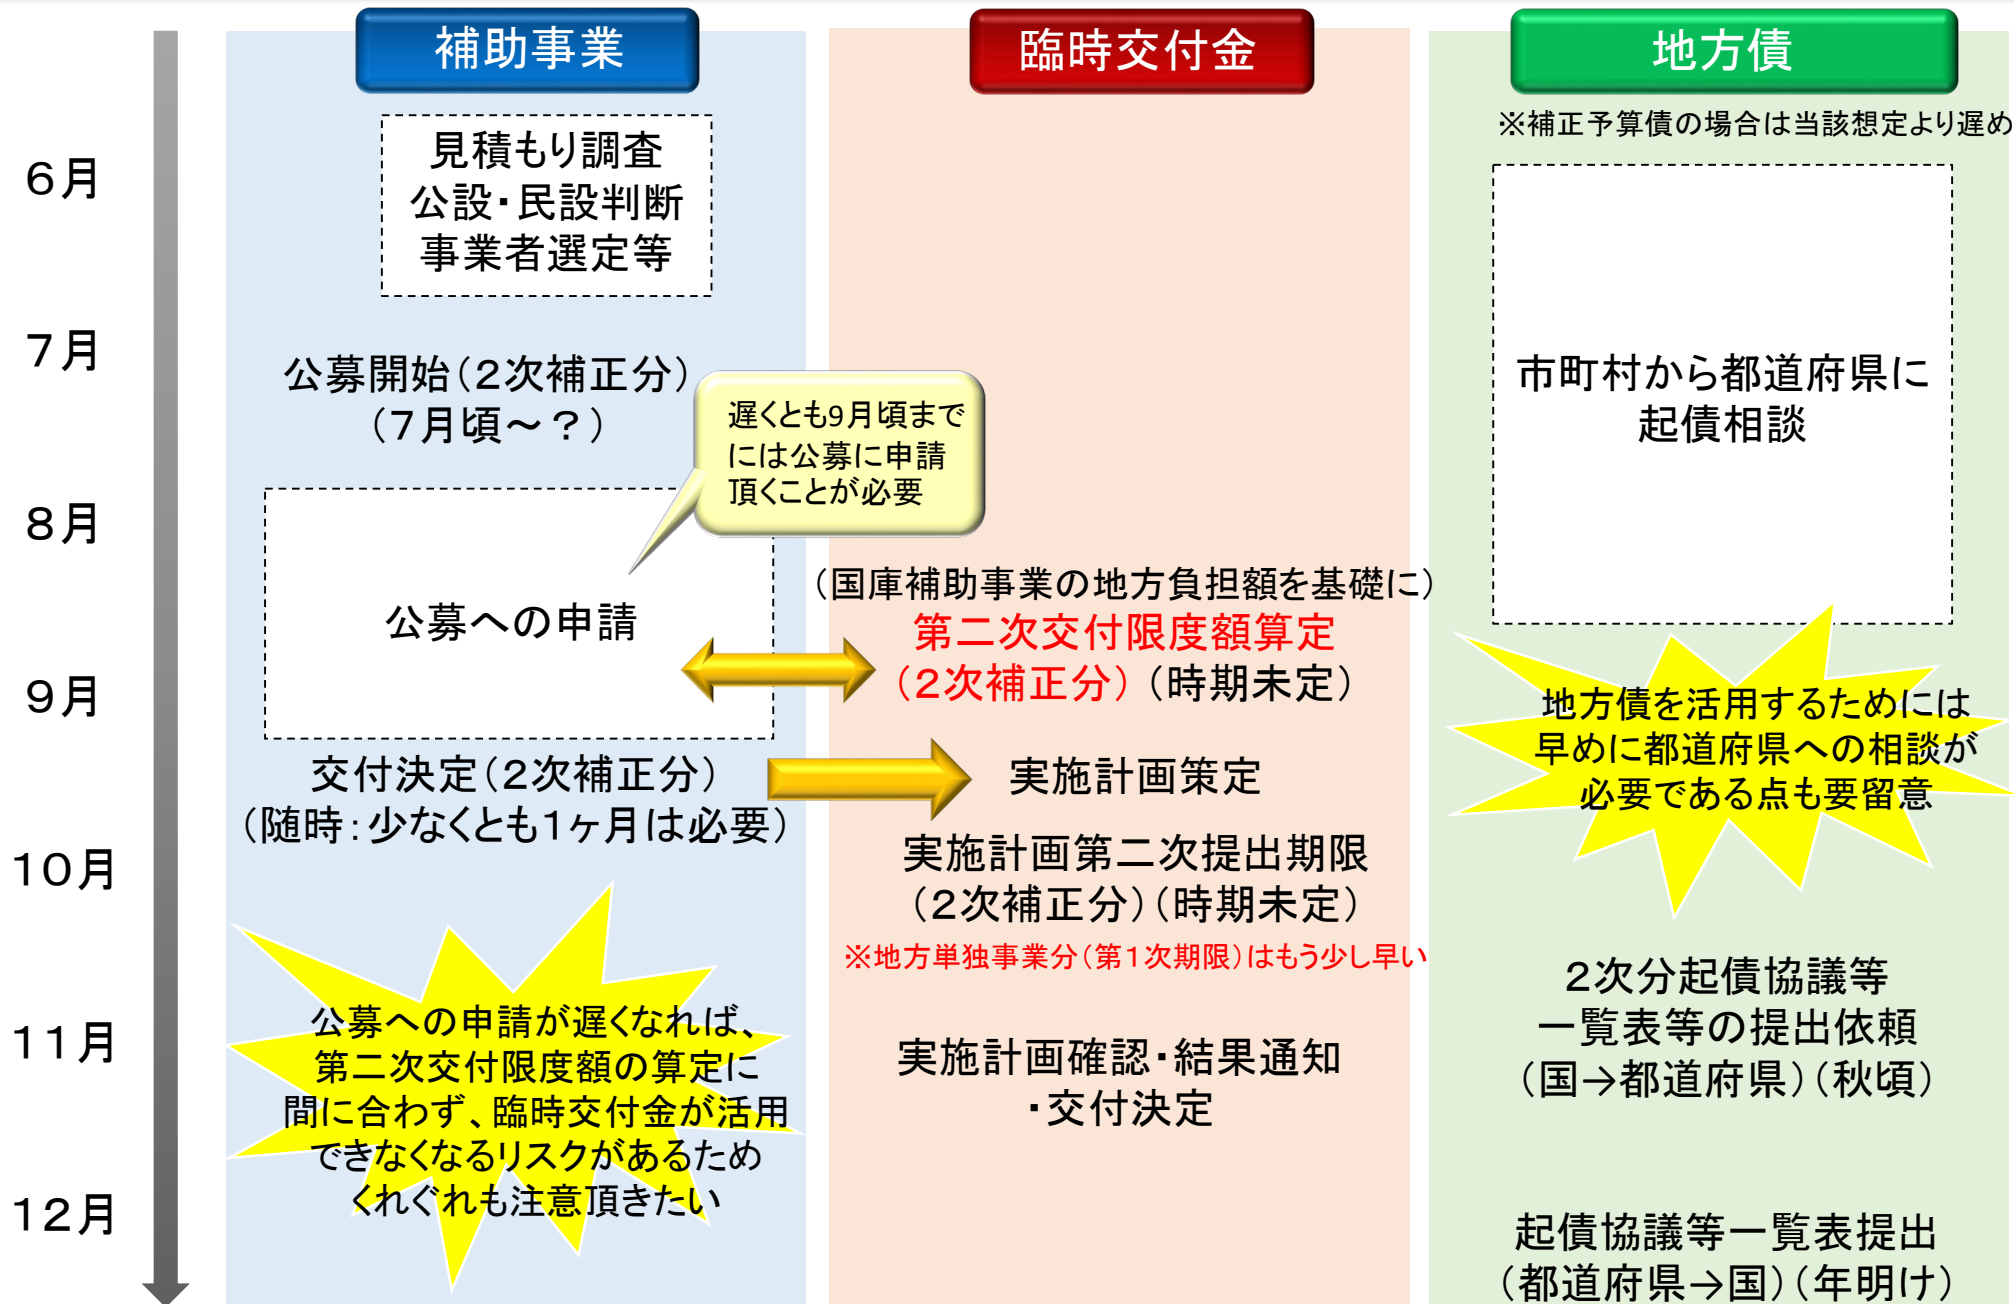 補助事業
臨時交付金
地方債
6月
7月
8月
9月
10月
11月
12月
見積もり調査
公設・民設判断
事業者選定等
公募開始（2次補正分）
（7月頃～？）
遅くとも9月頃まで
には公募に申請
頂くことが必要
公募への申請
交付決定（2次補正分）
（随時：少なくとも1ヶ月は必要）
公募への申請が遅くなれば、
第二次交付限度額の算定に
間に合わず、臨時交付金が活用
できなくなるリスクがあるため
くれぐれも注意頂きたい
（国庫補助事業の地方負担額を基礎に）
第二次交付限度額算定
（2次補正分）（時期未定）
実施計画策定
実施計画第二次提出期限
（2次補正分）（時期未定）
※地方単独事業分（第1次期限）はもう少し早い
実施計画確認・結果通知
・交付決定
※補正予算債の場合は当該想定より遅め
市町村から都道府県に
起債相談
地方債を活用するためには
早めに都道府県への相談が
必要である点も要留意
2次分起債協議等
一覧表等の提出依頼
（国→都道府県）（秋頃）
起債協議等一覧表提出
（都道府県→国）（年明け）